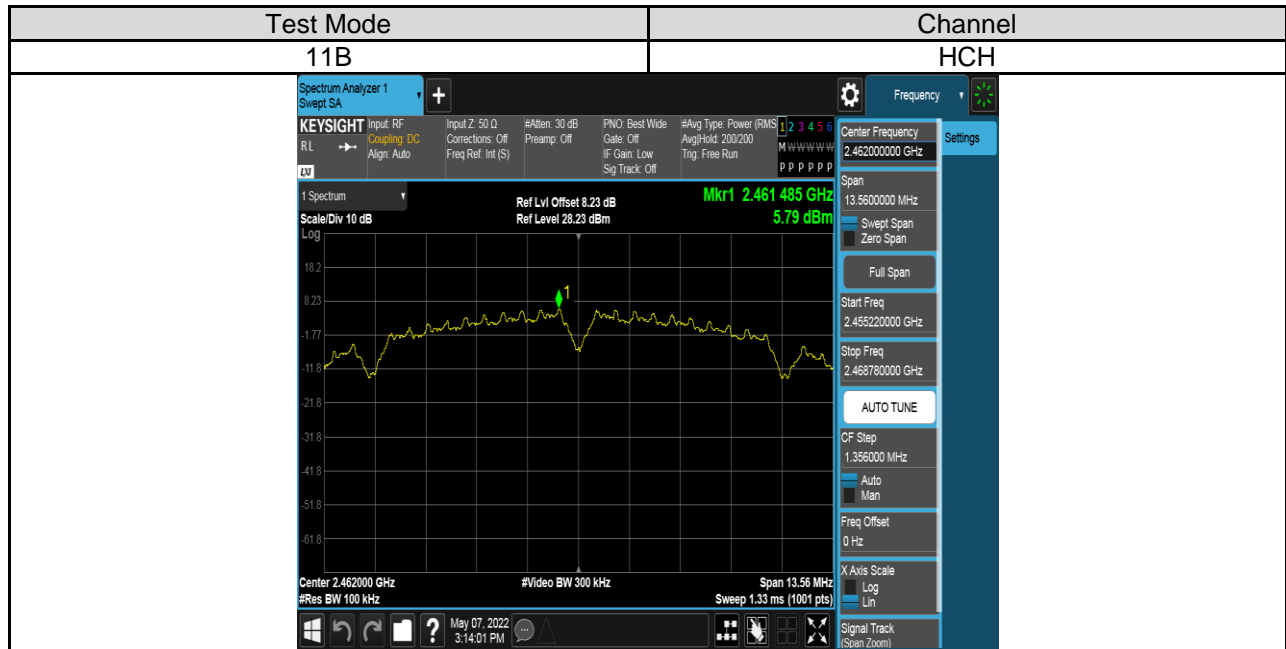 Test Mode Channel
11B HCH
Spectrum Analyzer 1
Swept SA
+
Frequency
KEYSIGHT
RL
LXI
Input: RF
Coupling: DC
Align: Auto
Input Z: 50 Ω
Corrections: Off
Freq Ref: Int (S)
#Atten: 30 dB
Preamp: Off
PNO: Best Wide
Gate: Off
IF Gain: Low
Sig Track: Off
#Avg Type: Power (RMS
Avg|Hold: 200/200
Trig: Free Run
1 2 3 4 5 6
M W W W W W
P P P P P P
1 Spectrum
Scale/Div 10 dB
Log
Ref Lvl Offset 8.23 dB
Ref Level 28.23 dBm
Mkr1 2.461 485 GHz
5.79 dBm
18.2
8.23
-1.77
-11.8
-21.8
-31.8
-41.8
-51.8
-61.8
1
Center 2.462000 GHz
#Res BW 100 kHz
#Video BW 300 kHz
Span 13.56 MHz
Sweep 1.33 ms (1001 pts)
Center Frequency
2.462000000 GHz
Settings
Span
13.5600000 MHz
Swept Span
Zero Span
Full Span
Start Freq
2.455220000 GHz
Stop Freq
2.468780000 GHz
AUTO TUNE
CF Step
1.356000 MHz
Auto
Man
Freq Offset
0 Hz
X Axis Scale
Log
Lin
Signal Track
(Span Zoom)
?
May 07, 2022
3:14:01 PM